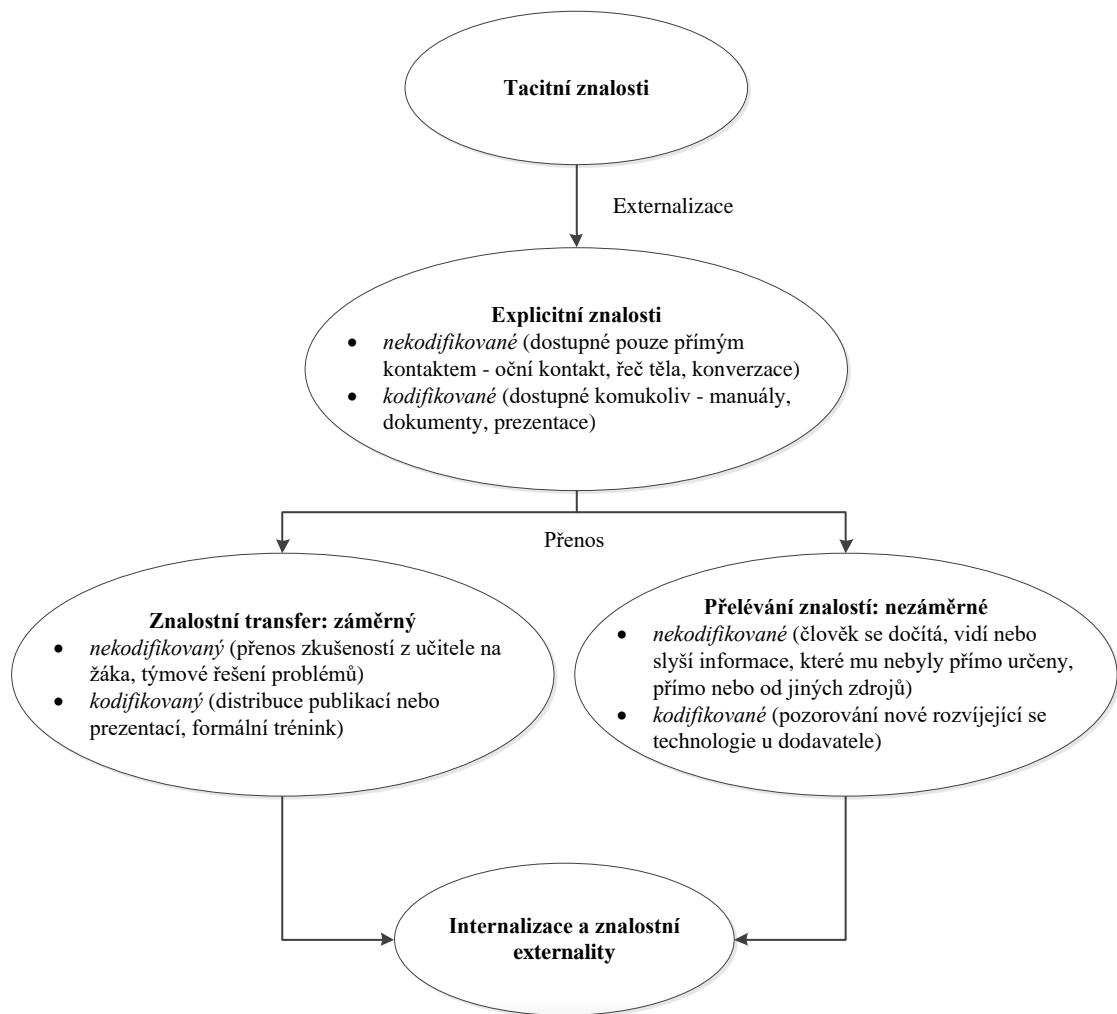 Tacitní znalosti
Externalizace
Explicitní znalosti
• nekodifikované (dostupné pouze přímým
kontaktem - oční kontakt, řeč těla, konverzace)
• kodifikované (dostupné komukoliv - manuály,
dokumenty, prezentace)
Přenos
Znalostní transfer: záměrný
• nekodifikovaný (přenos zkušeností z učitele na
žáka, týmové řešení problémů)
• kodifikovaný (distribuce publikací nebo
prezentací, formální trénink)
Přelévání znalostí: nezáměrné
• nekodifikované (člověk se dočítá, vidí nebo
slyší informace, které mu nebyly přímo určeny,
přímo nebo od jiných zdrojů)
• kodifikované (pozorování nové rozvíjející se
technologie u dodavatele)
Internalizace a znalostní
externality